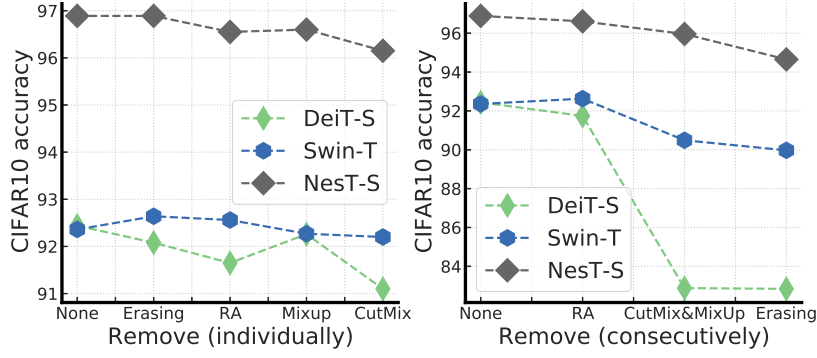 CIFAR10 accuracy
97
96
95
94
93
92
91
DeiT-S
Swin-T
NesT-S
None Erasing RA Mixup CutMix
Remove (individually)
CIFAR10 accuracy
96
94
92
90
88
86
84
DeiT-S
Swin-T
NesT-S
None RA CutMix&MixUp Erasing
Remove (consecutively)